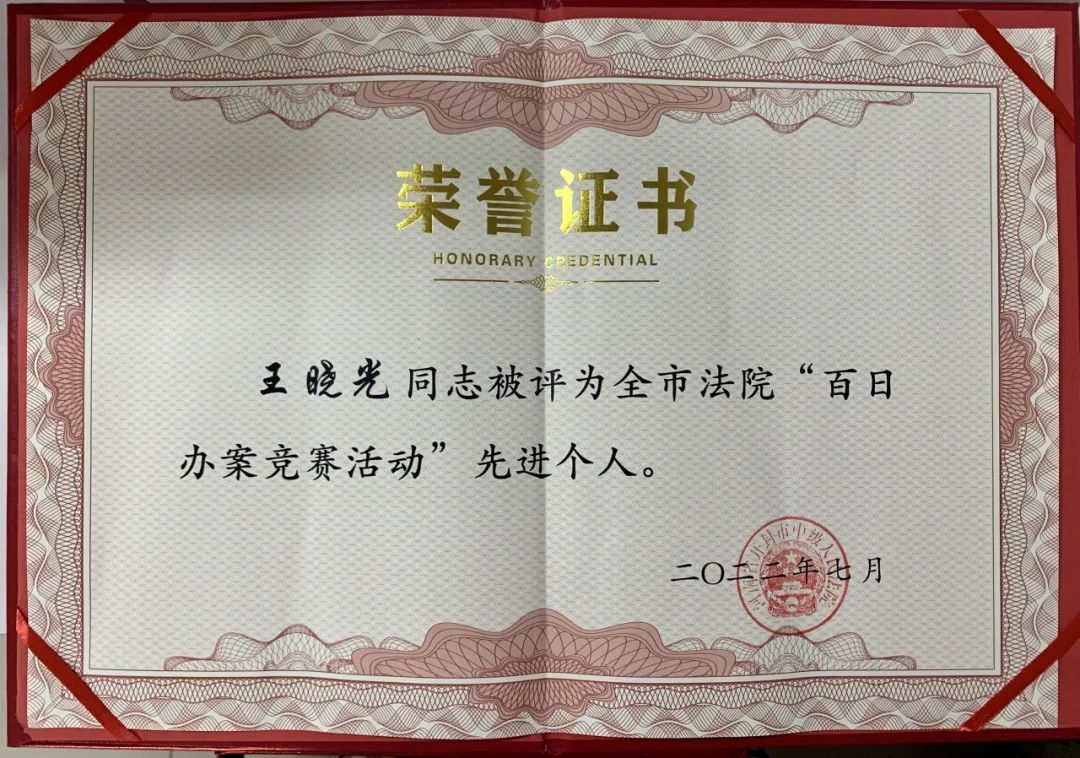 荣誉证书
HONORARY CREDENTIAL
王晓光同志被评为全市法院“百日
办案竞赛活动”先进个人。
二〇二二年七月